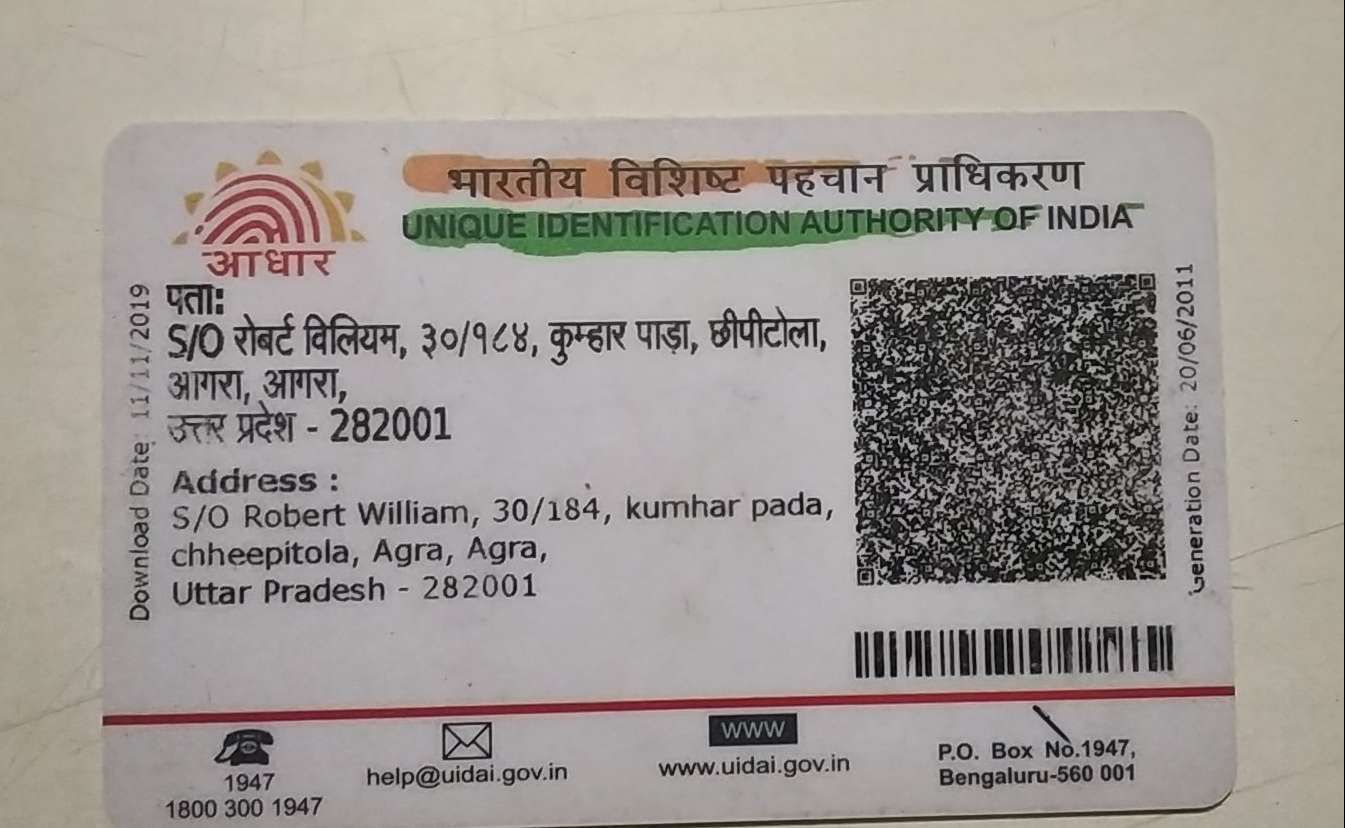 भारतीय विशिष्ट पहचान प्राधिकरण
UNIQUE IDENTIFICATION AUTHORITY OF INDIA
आधार
पता:
S/O रोबर्ट विलियम, ३०/१८४, कुम्हार पाड़ा, छीपीटोला,
आगरा, आगरा,
उत्तर प्रदेश - 282001
Address :
S/O Robert William, 30/184, kumhar pada,
chheepitola, Agra, Agra,
Uttar Pradesh - 282001
Download Date: 11/11/2019
Generation Date: 20/06/2011
1947
1800 300 1947
help@uidai.gov.in
WWW
www.uidai.gov.in
P.O. Box No.1947,
Bengaluru-560 001